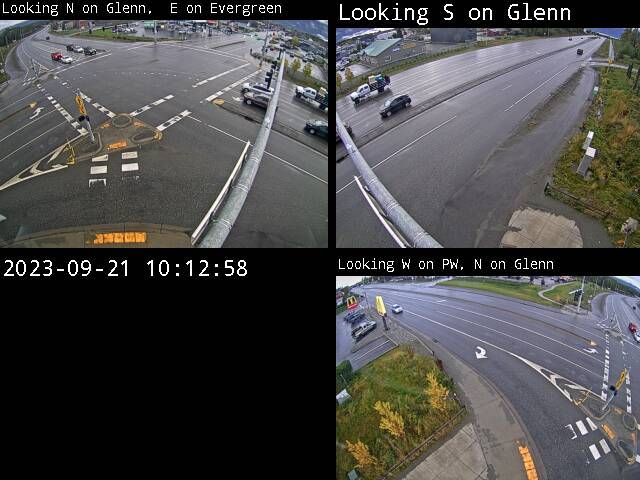 Looking N on Glenn, E on Evergreen
Looking S on Glenn
2023-09-21 10:12:58
Looking W on PW, N on Glenn